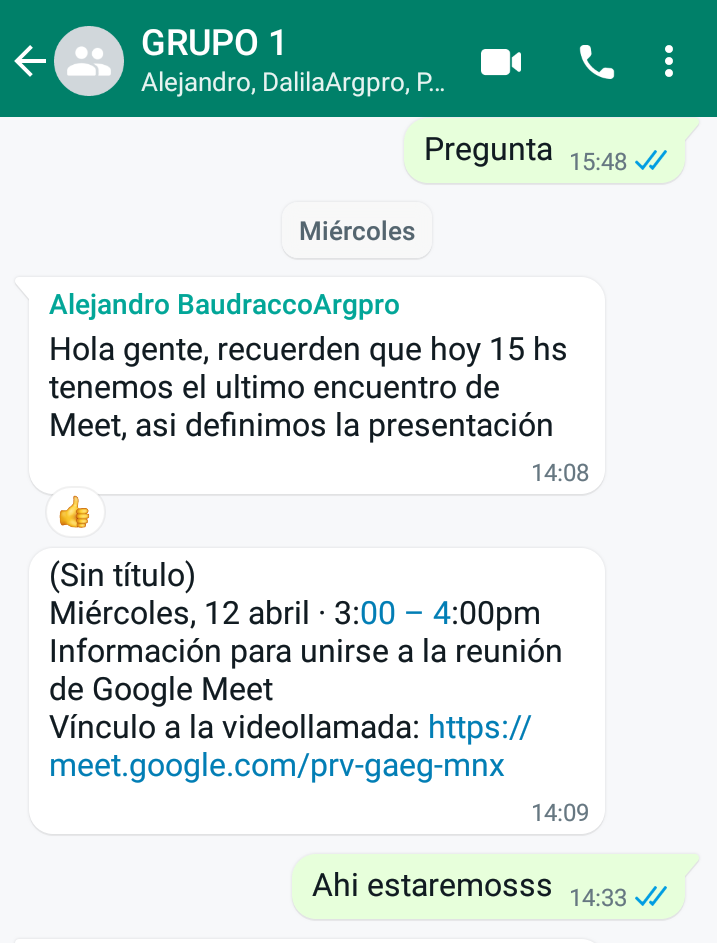 GRUPO 1
Alejandro, DalilaArgpro, P...
Pregunta
15:48
Miércoles
Alejandro BaudraccoArgpro
Hola gente, recuerden que hoy 15 hs
tenemos el ultimo encuentro de
Meet, asi definimos la presentación
14:08
(Sin título)
Miércoles, 12 abril · 3:00 – 4:00pm
Información para unirse a la reunión
de Google Meet
Vínculo a la videollamada: https://
meet.google.com/prv-gaeg-mnx
14:09
Ahi estaremosss
14:33